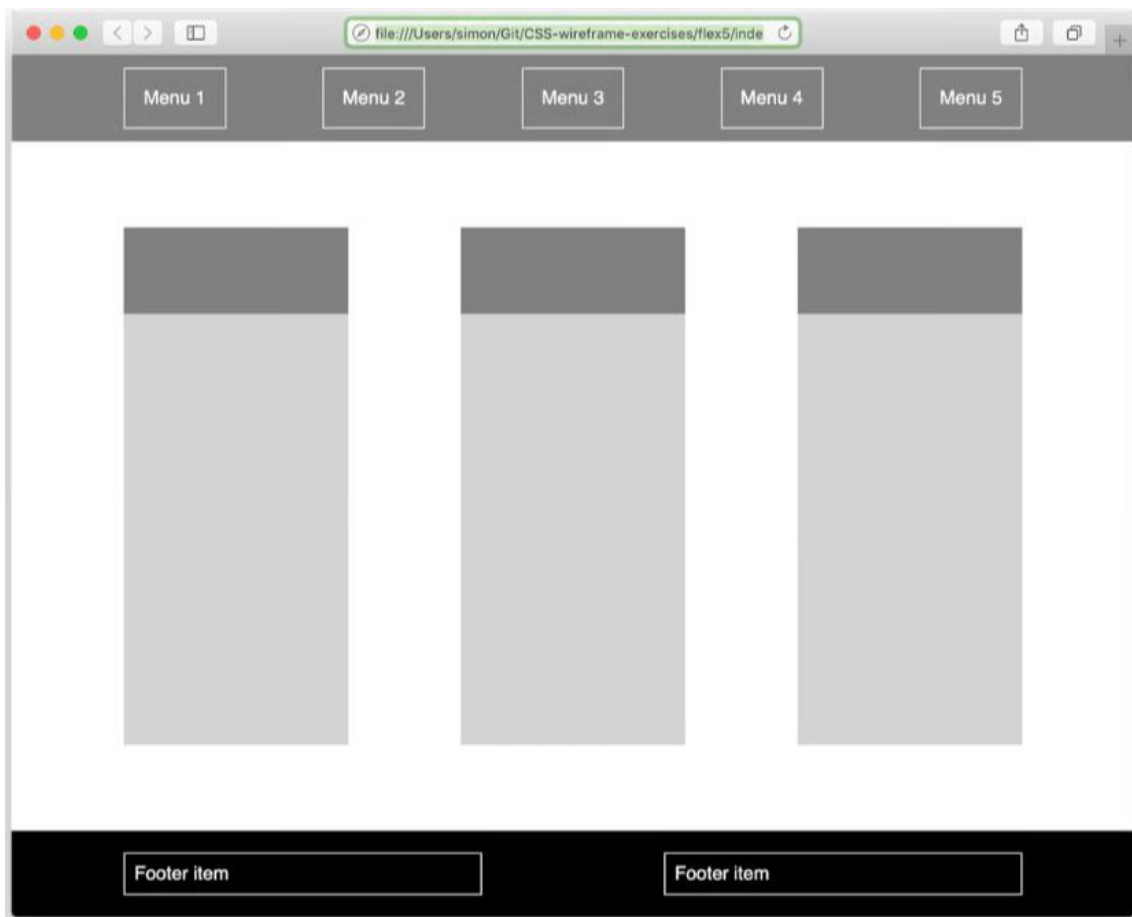 file:///Users/simon/Git/CSS-wireframe-exercises/flex5/inde
Menu 1
Menu 2
Menu 3
Menu 4
Menu 5
Footer item
Footer item